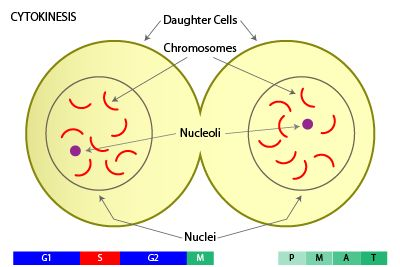 CYTOKINESIS
Daughter Cells
Chromosomes
Nucleoli
Nuclei
G1 S G2 M
P M A T